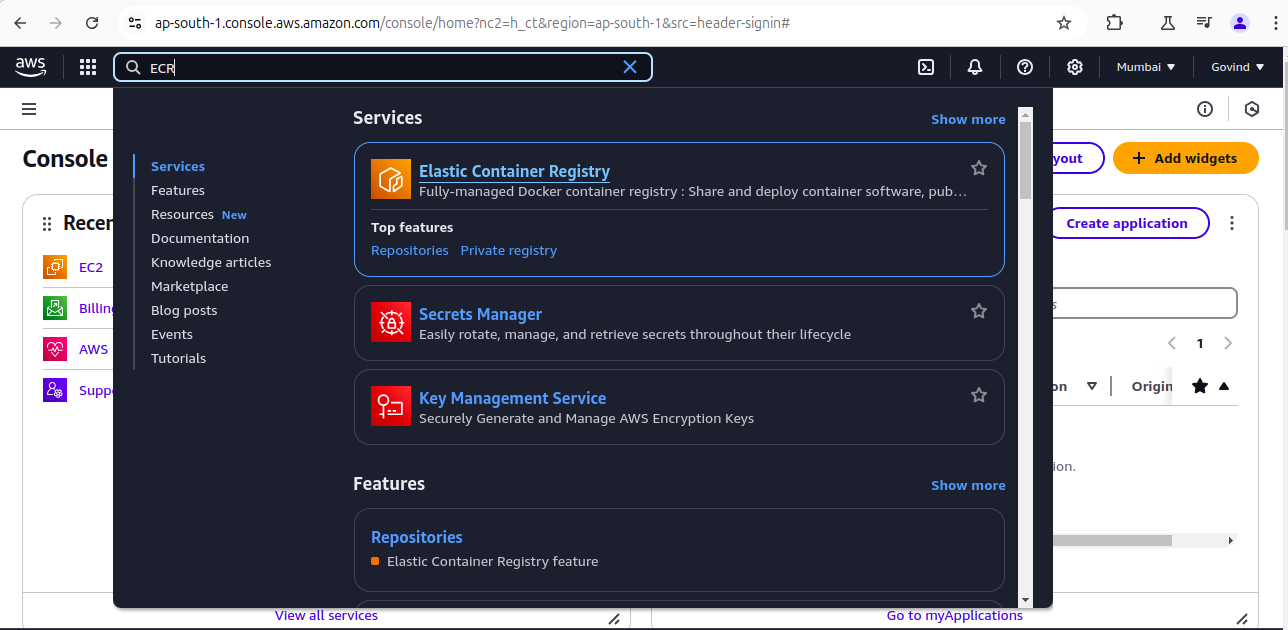 ap-south-1.console.aws.amazon.com/console/home?nc2=h_ct&region=ap-south-1&src=header-signin#
aws
ECR
Mumbai
Govind
Services
Show more
Services
Features
Resources New
Documentation
Knowledge articles
Marketplace
Blog posts
Events
Tutorials
Elastic Container Registry
Fully-managed Docker container registry : Share and deploy container software, pub…
Top features
Repositories Private registry
Secrets Manager
Easily rotate, manage, and retrieve secrets throughout their lifecycle
Key Management Service
Securely Generate and Manage AWS Encryption Keys
Features
Show more
Repositories
Elastic Container Registry feature
Console
yout
Add widgets
Recen
EC2
Billing
AWS
Suppo
Create application
s
1
on
Origin
ion.
View all services
Go to myApplications